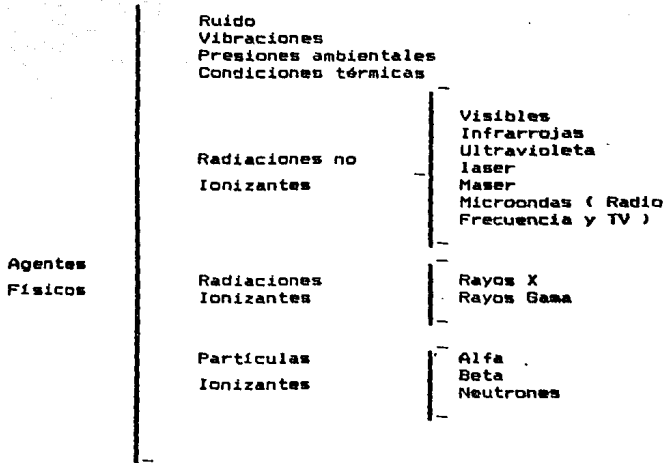 Ruido
Vibraciones
Presiones ambientales
Condiciones térmicas
Radiaciones no
Ionizantes
Visibles
Infrarrojas
Ultravioleta
laser
Maser
Microondas ( Radio
Frecuencia y TV )
Agentes
Físicos
Radiaciones
Ionizantes
Rayos X
Rayos Gama
Partículas
Ionizantes
Alfa
Beta
Neutrones